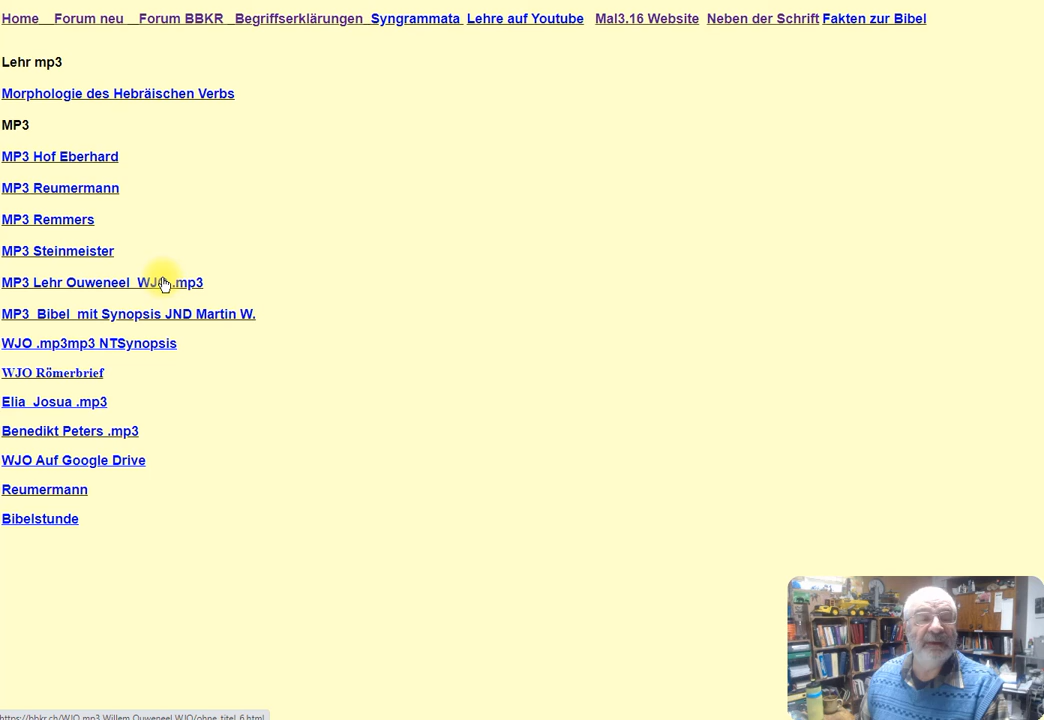 Home Forum neu Forum BBKR Begriffserklärungen Syngrammata Lehre auf Youtube Mal3.16 Website Neben der Schrift Fakten zur Bibel
Lehr mp3
Morphologie des Hebräischen Verbs
MP3
MP3 Hof Eberhard
MP3 Reumermann
MP3 Remmers
MP3 Steinmeister
MP3 Lehr Ouweneel WJO .mp3
MP3 Bibel mit Synopsis JND Martin W.
WJO .mp3mp3 NTSynopsis
WJO Römerbrief
Elia Josua .mp3
Benedikt Peters .mp3
WJO Auf Google Drive
Reumermann
Bibelstunde